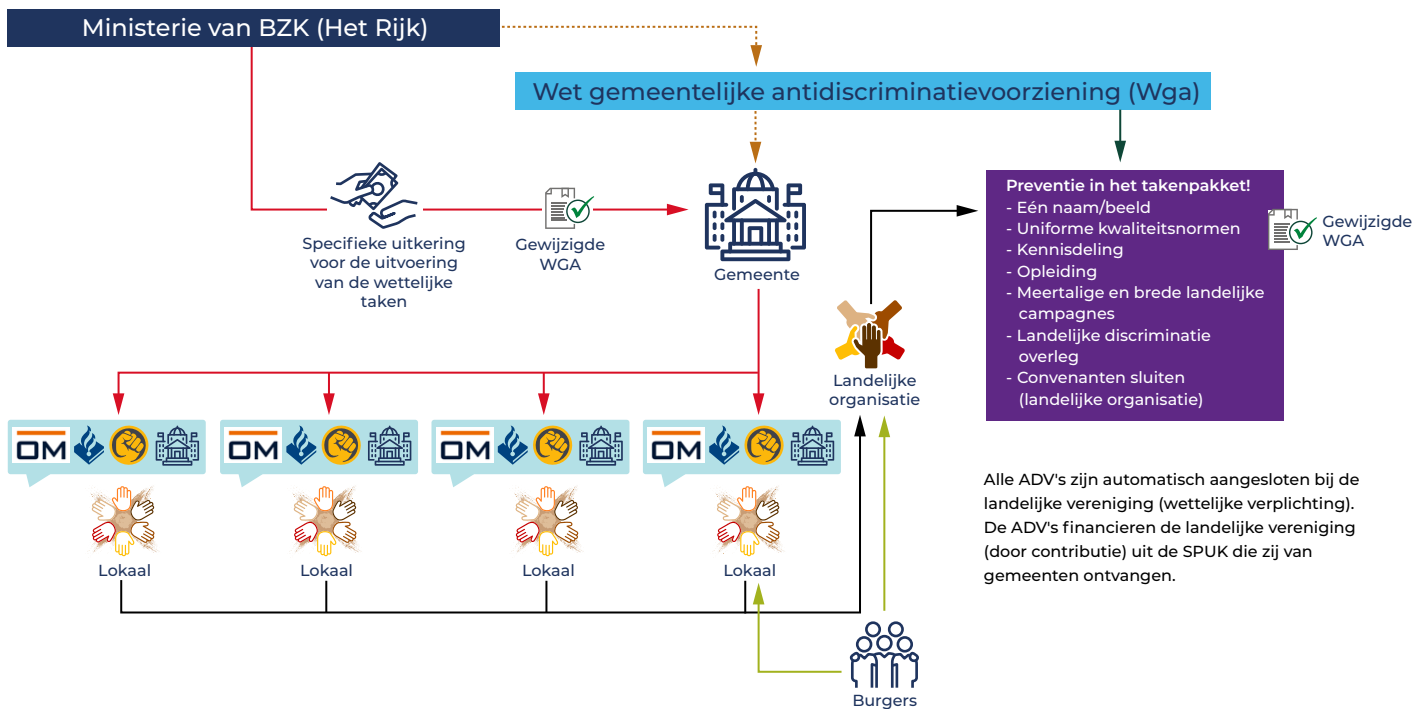 Ministerie van BZK (Het Rijk)
Wet gemeentelijke antidiscriminatievoorziening (Wga)
Specifieke uitkering
voor de uitvoering
van de wettelijke
taken
Gewijzigde
WGA
Gemeente
Preventie in het takenpakket!
- Eén naam/beeld
- Uniforme kwaliteitsnormen
- Kennisdeling
- Opleiding
- Meertalige en brede landelijke
campagnes
- Landelijke discriminatie
overleg
- Convenanten sluiten
(landelijke organisatie)
Gewijzigde
WGA
Landelijke
organisatie
OM
OM
OM
OM
Lokaal
Lokaal
Lokaal
Lokaal
Alle ADV's zijn automatisch aangesloten bij de
landelijke vereniging (wettelijke verplichting).
De ADV's financieren de landelijke vereniging
(door contributie) uit de SPUK die zij van
gemeenten ontvangen.
Burgers